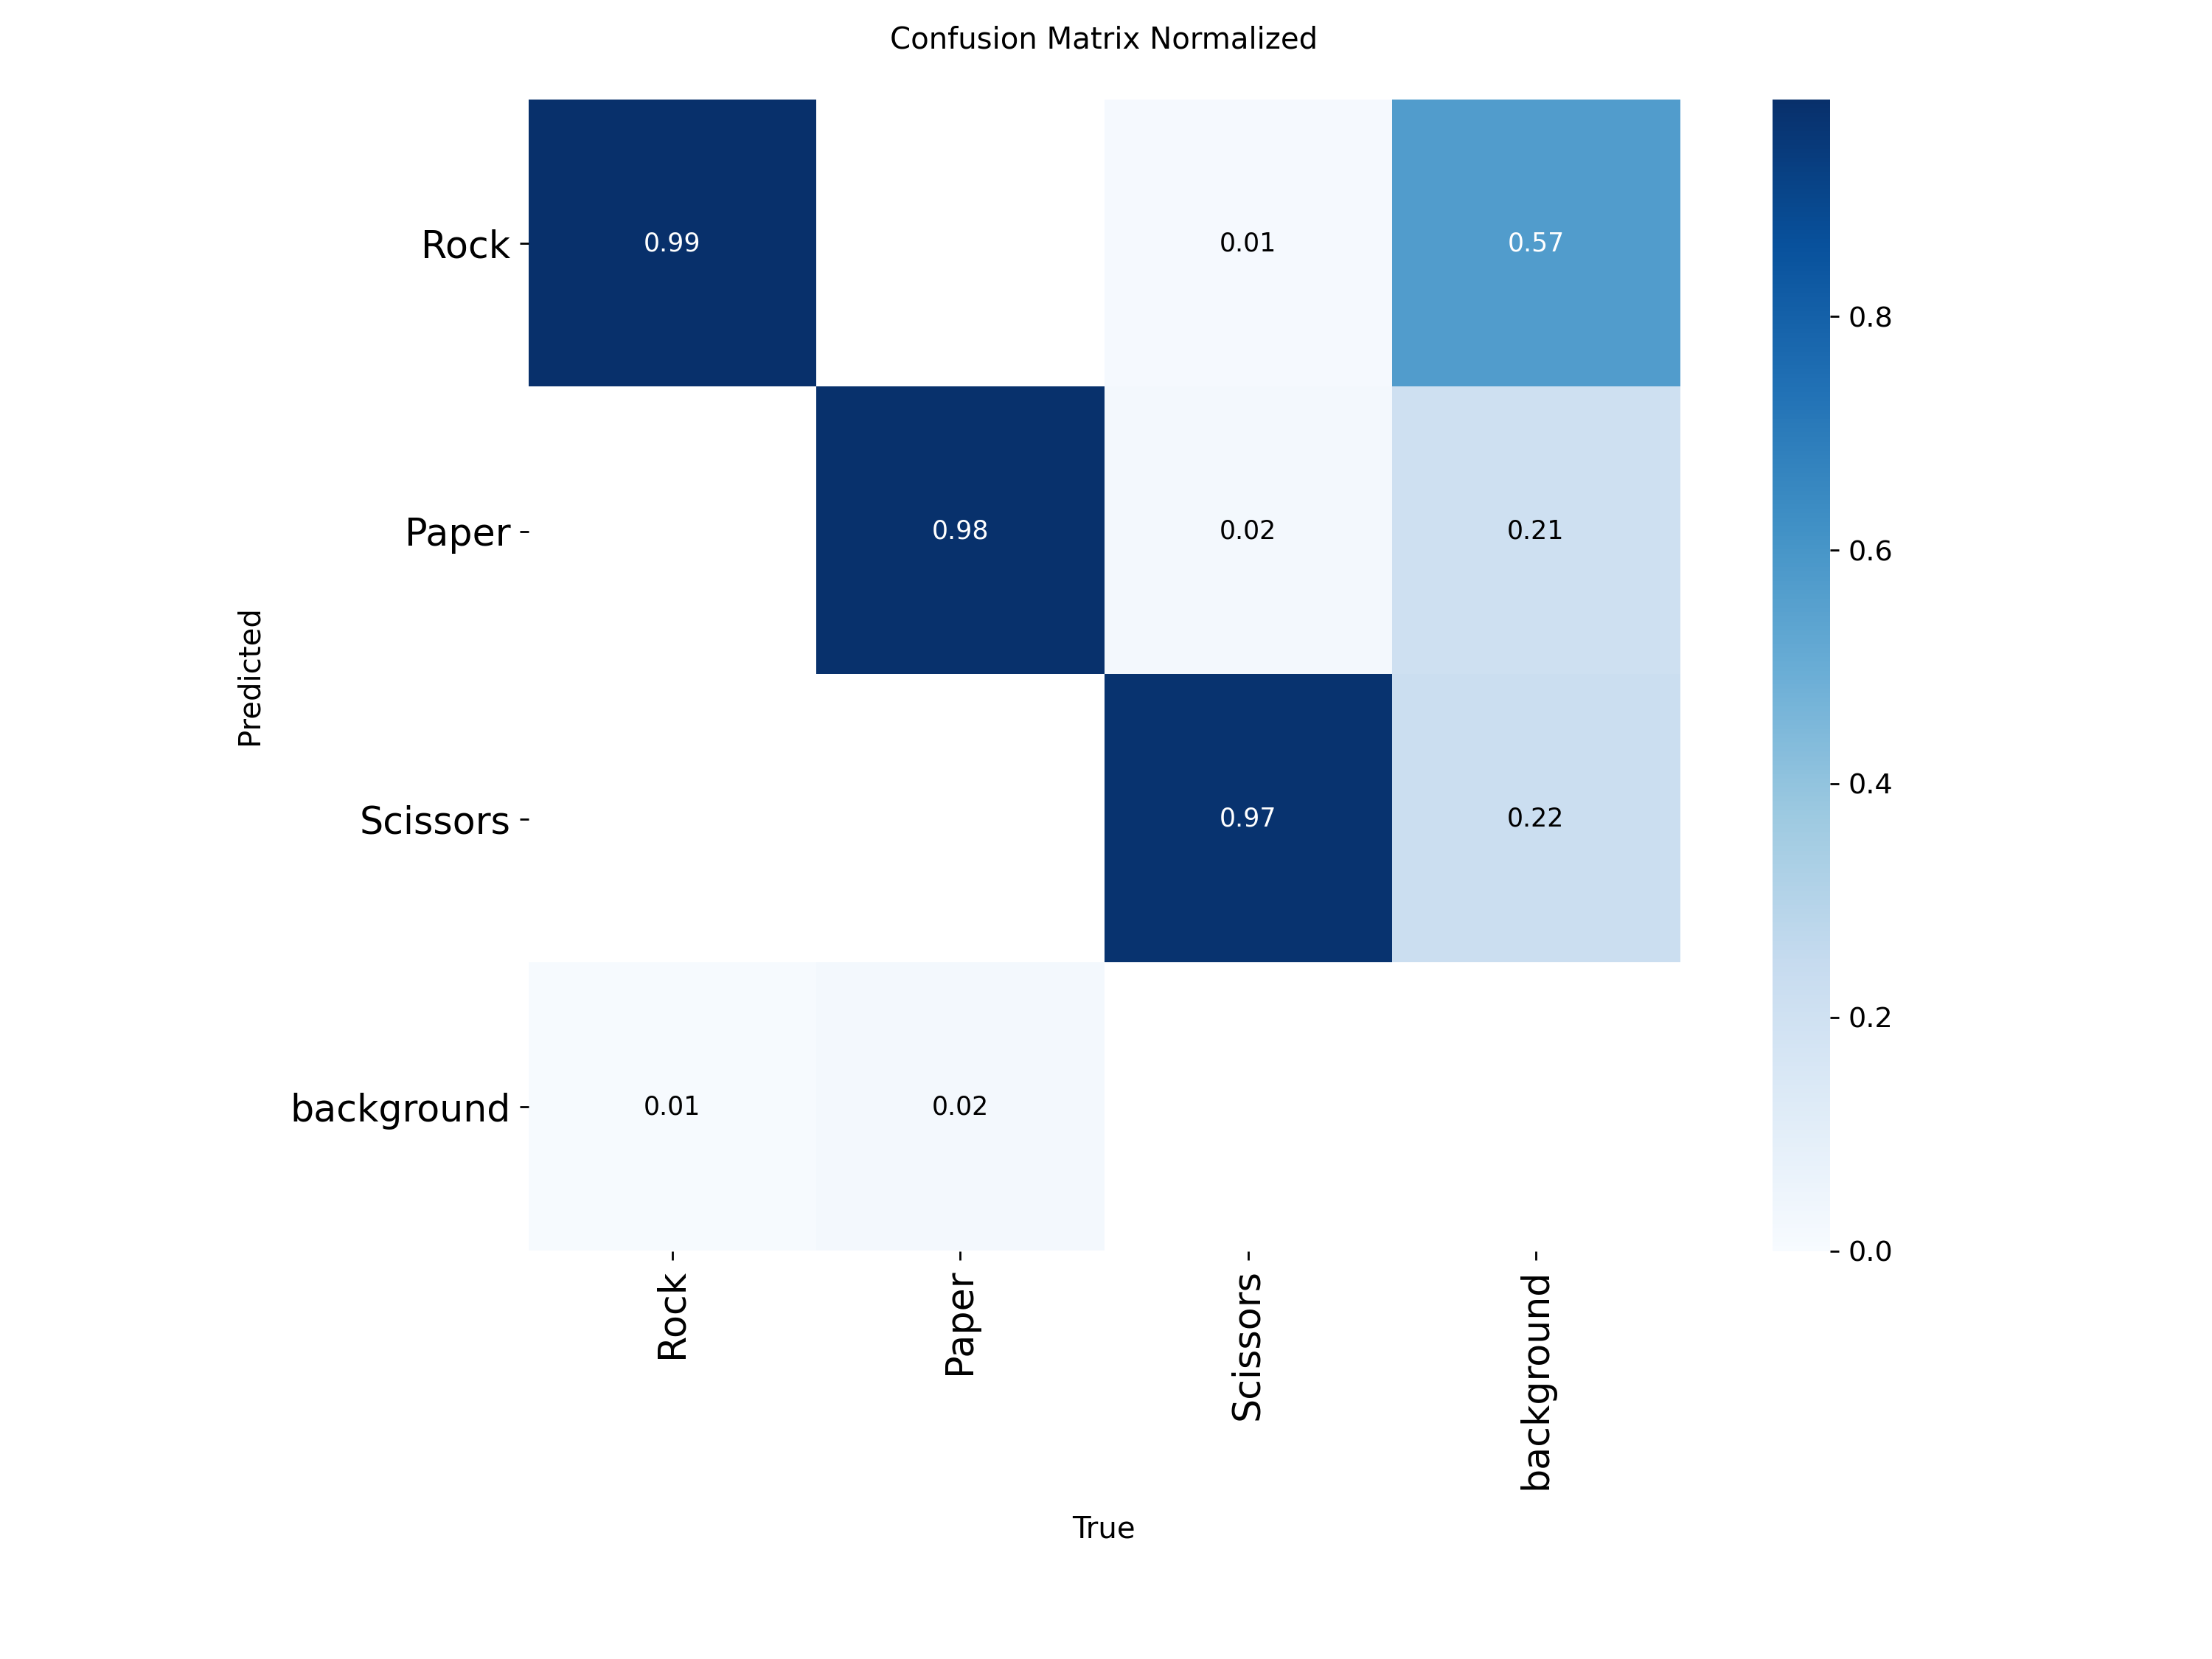 Confusion Matrix Normalized
Rock
0.99
0.01
0.57
Paper
0.98
0.02
0.21
Scissors
0.97
0.22
background
0.01
0.02
Predicted
Rock
Paper
Scissors
background
True
0.8
0.6
0.4
0.2
0.0